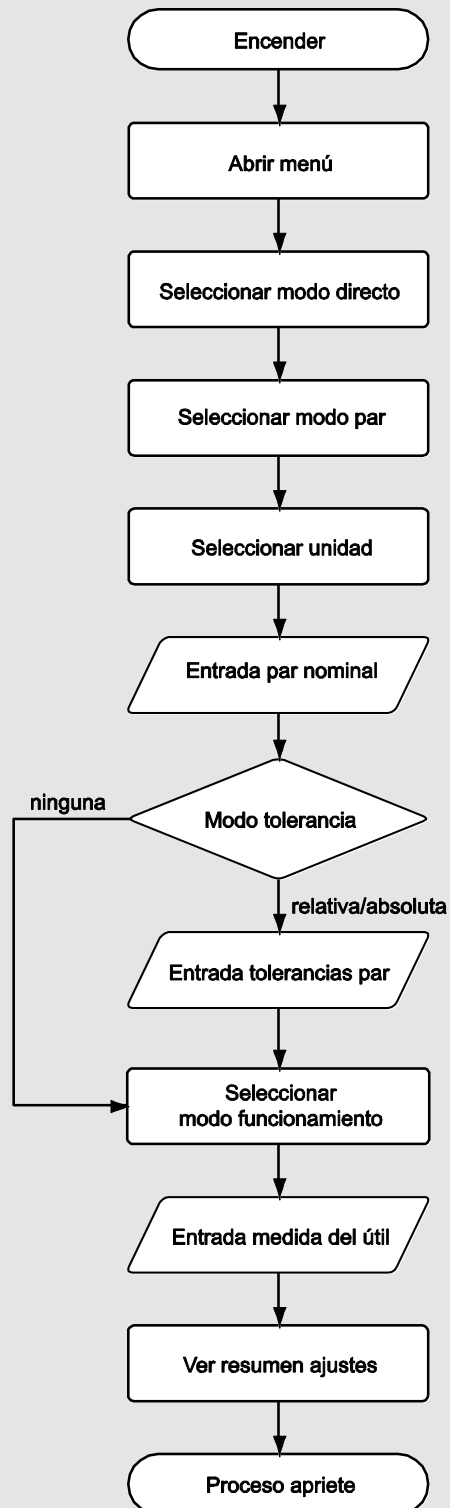 Encender
Abrir menú
Seleccionar modo directo
Seleccionar modo par
Seleccionar unidad
Entrada par nominal
ninguna
Modo tolerancia
relativa/absoluta
Entrada tolerancias par
Seleccionar
modo funcionamiento
Entrada medida del útil
Ver resumen ajustes
Proceso apriete